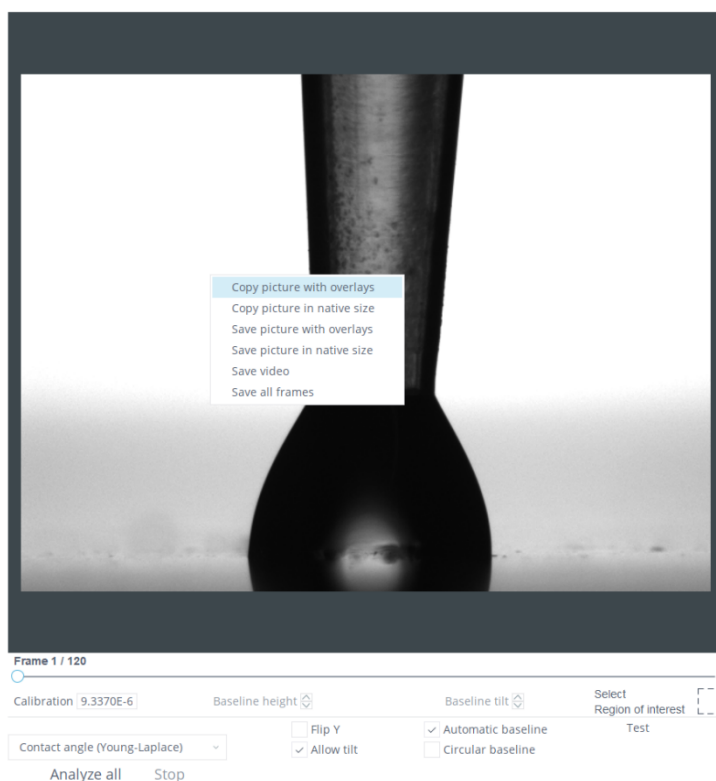 Copy picture with overlays
Copy picture in native size
Save picture with overlays
Save picture in native size
Save video
Save all frames
Frame 1 / 120
Calibration 9.3370E-6 Baseline height Baseline tilt Select
Region of interest
Flip Y Automatic baseline Test
Contact angle (Young-Laplace) Allow tilt Circular baseline
Analyze all Stop